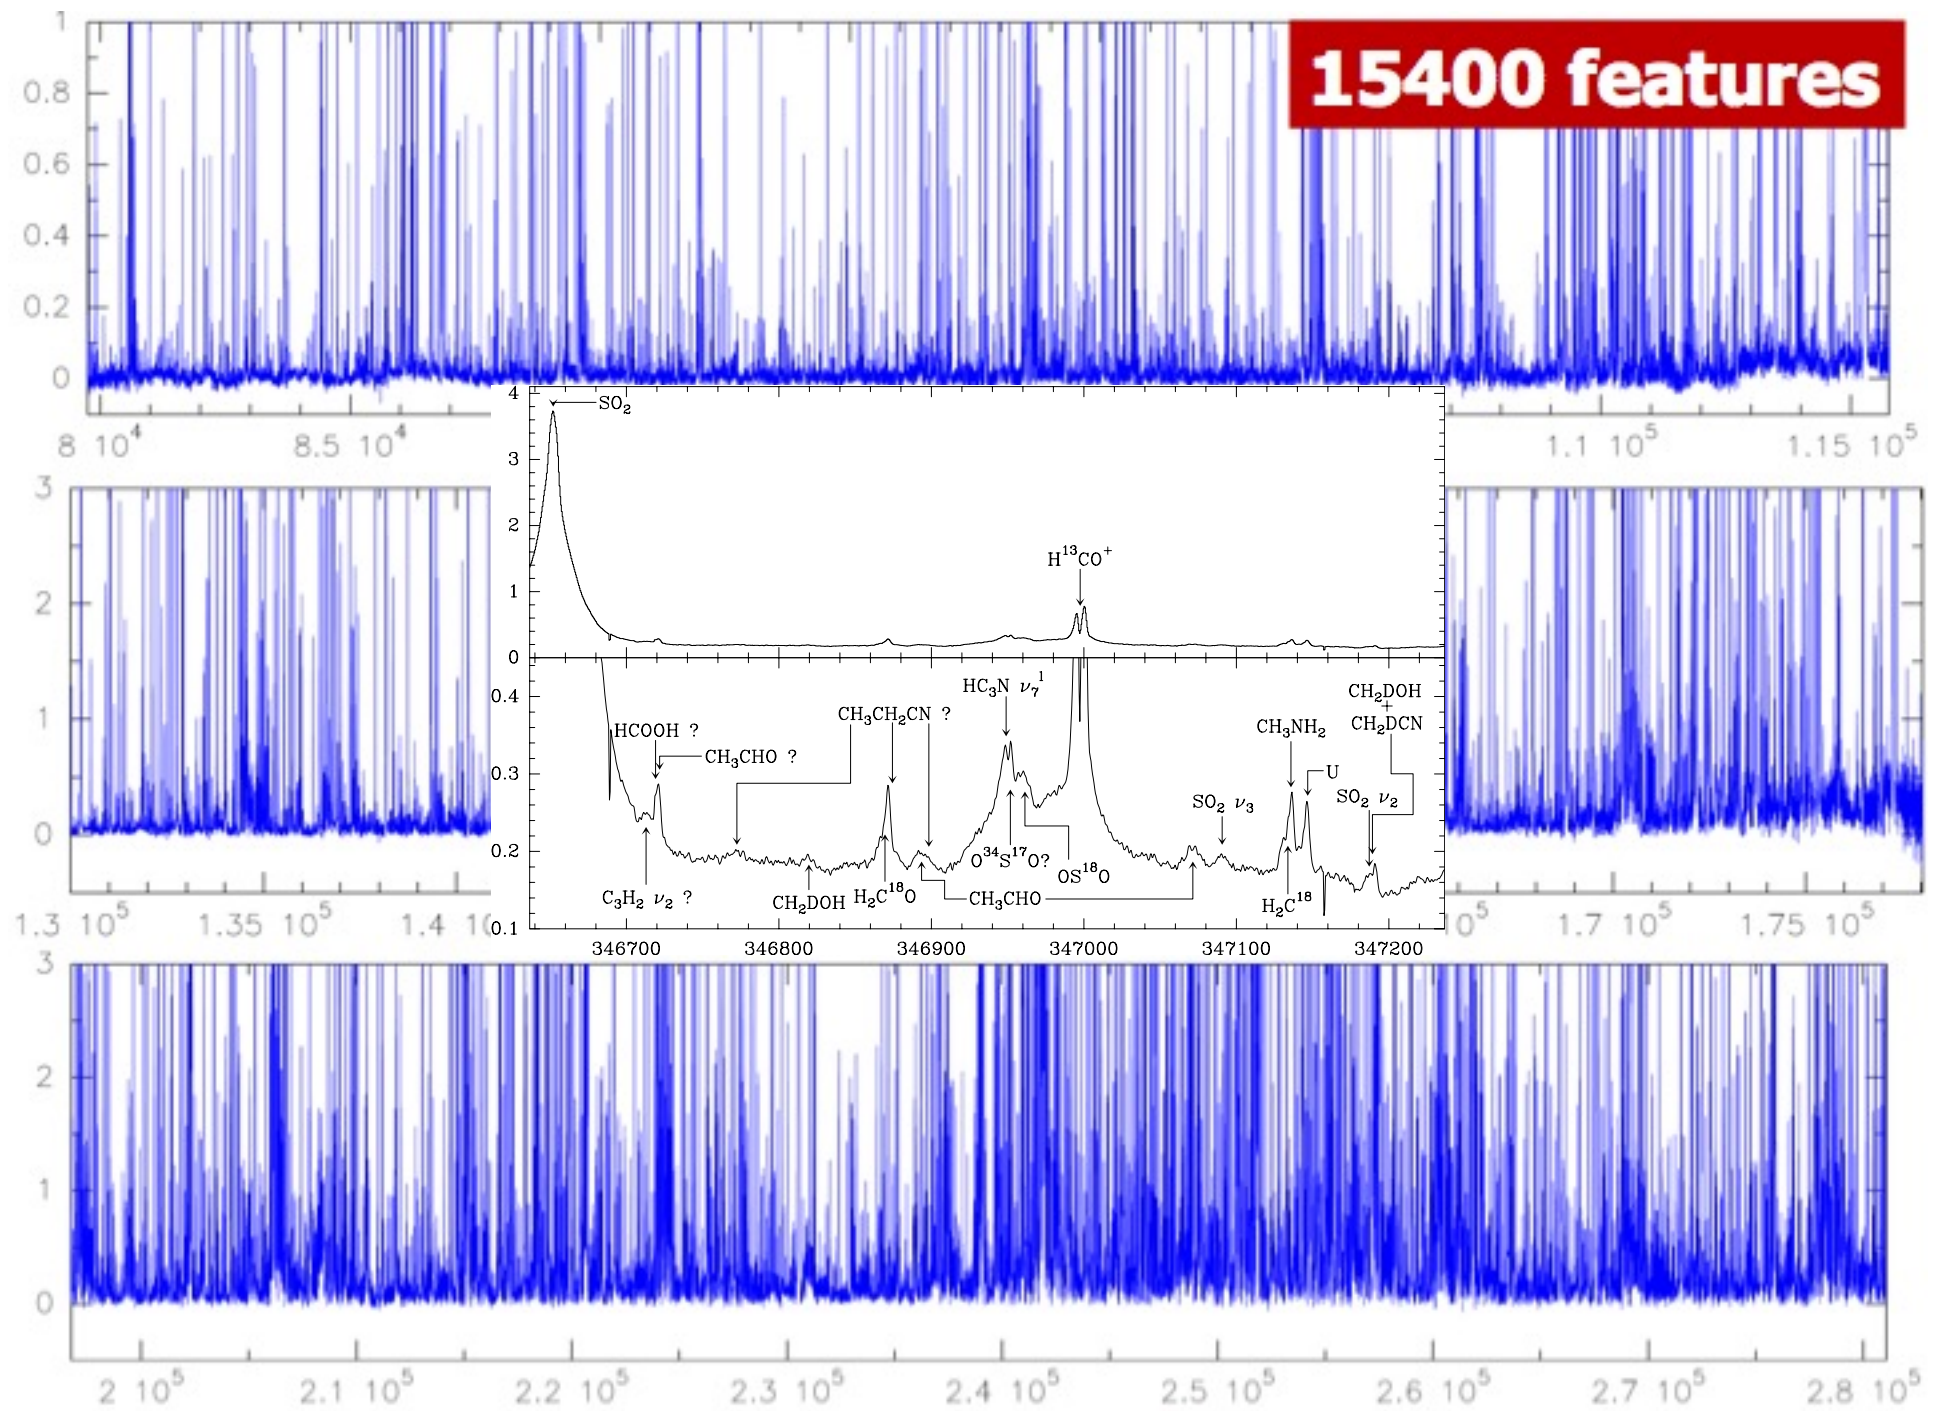 15400 features
1
0.8
0.6
0.4
0.2
0
8 10⁴
8.5 10⁴
1.1 10⁵
1.15 10⁵
4
3
2
1
0
SO₂
H¹³CO⁺
3
2
1
0
1.3 10⁵
1.35 10⁵
1.4 10
0⁵
1.7 10⁵
1.75 10⁵
0.4
0.3
0.2
0.1
HCOOH ?
CH₃CHO ?
CH₃CH₂CN ?
HC₃N ν₇¹
CH₃NH₂
U
CH₂DOH
+
CH₂DCN
SO₂ ν₃
SO₂ ν₂
C₃H₂ ν₂ ?
CH₂DOH
H₂C¹⁸O
CH₃CHO
O³⁴S¹⁷O?
OS¹⁸O
H₂C¹⁸
346700
346800
346900
347000
347100
347200
3
2
1
0
2 10⁵
2.1 10⁵
2.2 10⁵
2.3 10⁵
2.4 10⁵
2.5 10⁵
2.6 10⁵
2.7 10⁵
2.8 10⁵